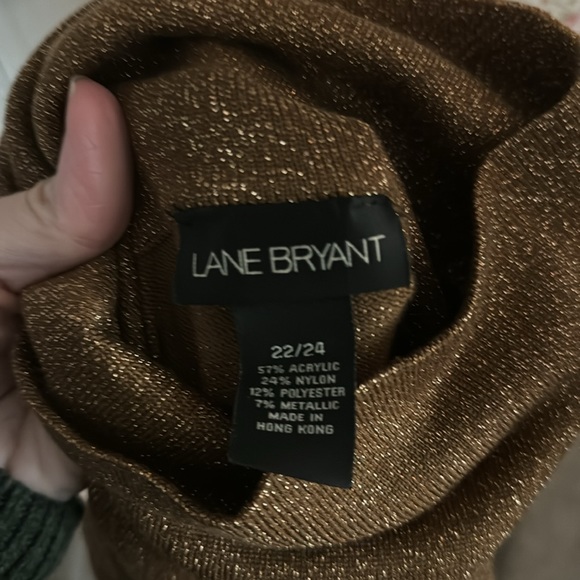 LANE BRYANT
22/24
57% ACRYLIC
24% NYLON
12% POLYESTER
7% METALLIC
MADE IN
HONG KONG